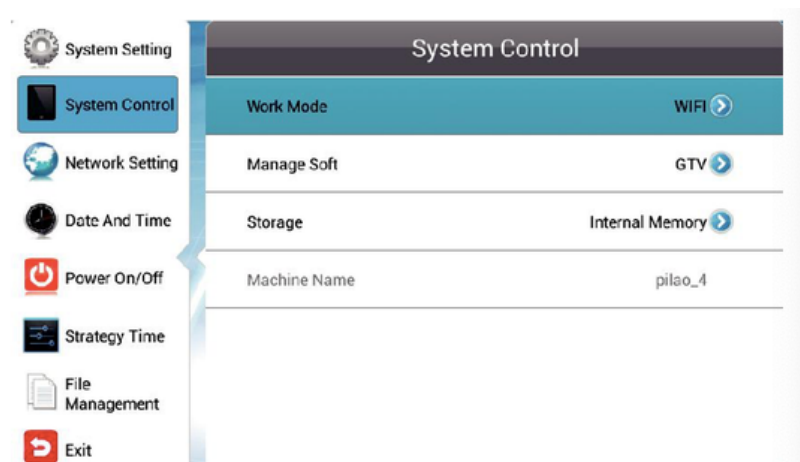 System Setting
System Control
Network Setting
Date And Time
Power On/Off
Strategy Time
File
Management
Exit
System Control
Work Mode WIFI
Manage Soft GTV
Storage Internal Memory
Machine Name pilao_4